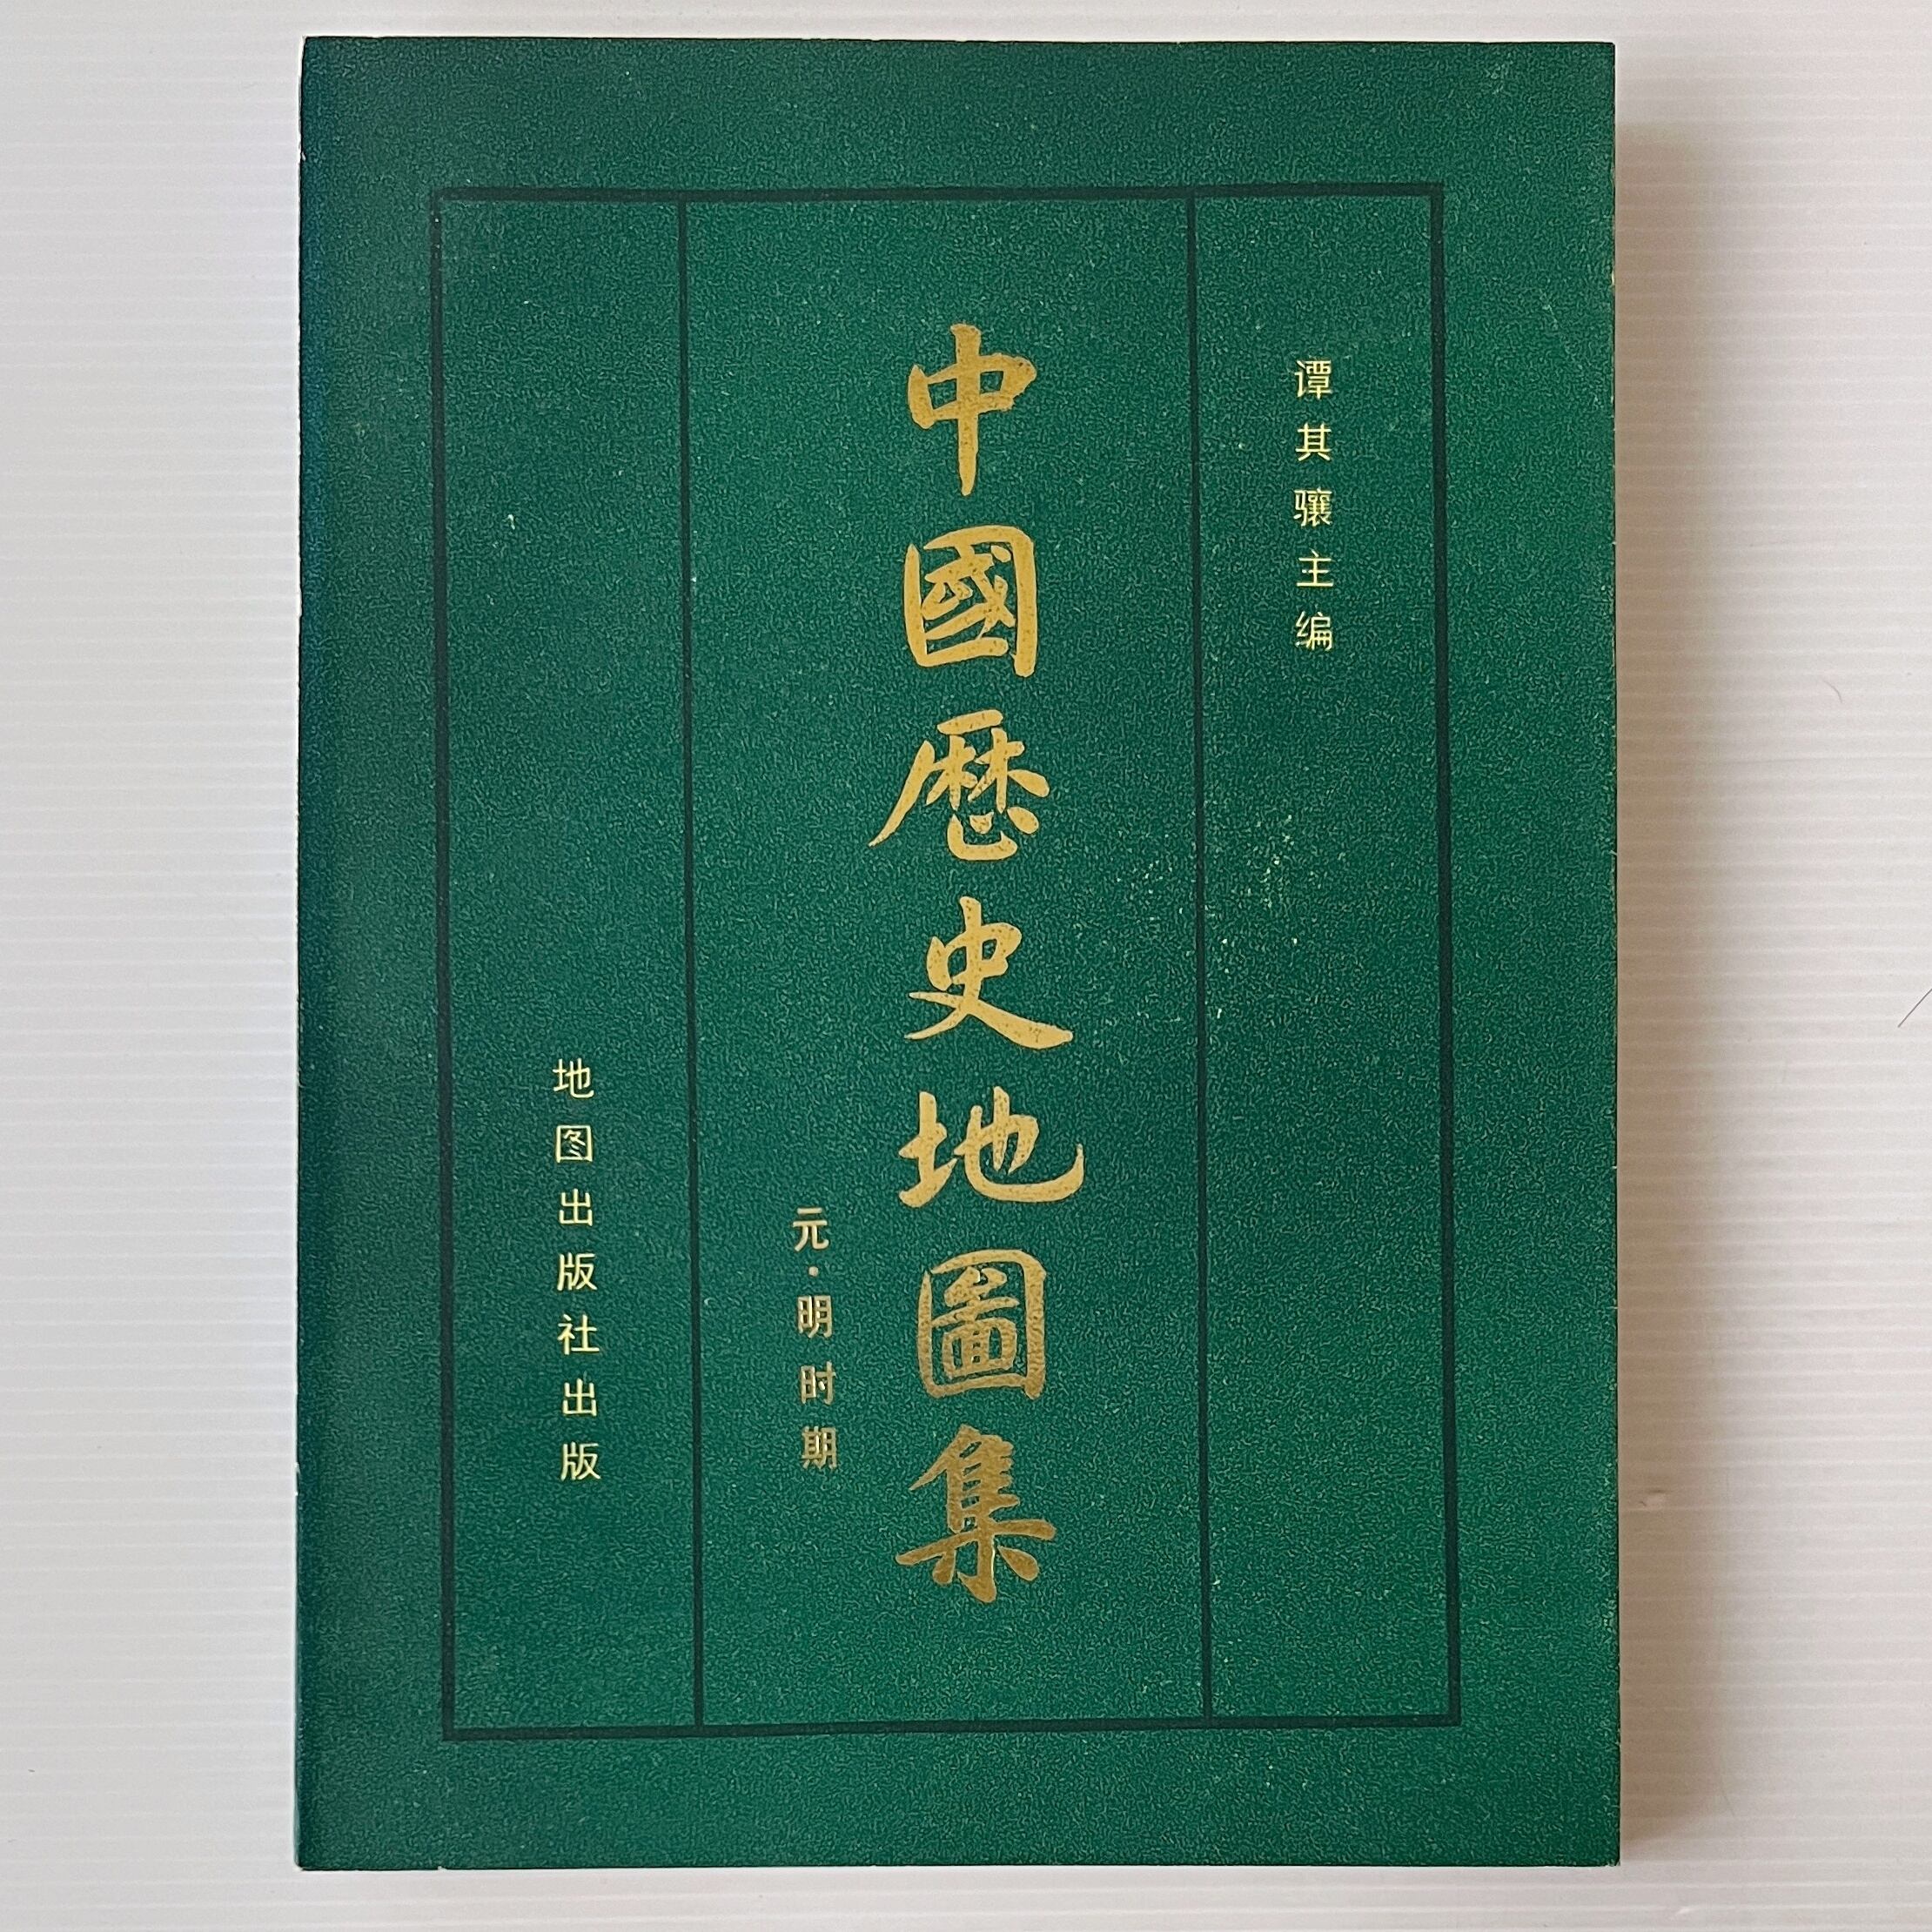 谭其骧主编
中國歷史地圖集
元·明时期
地图出版社出版